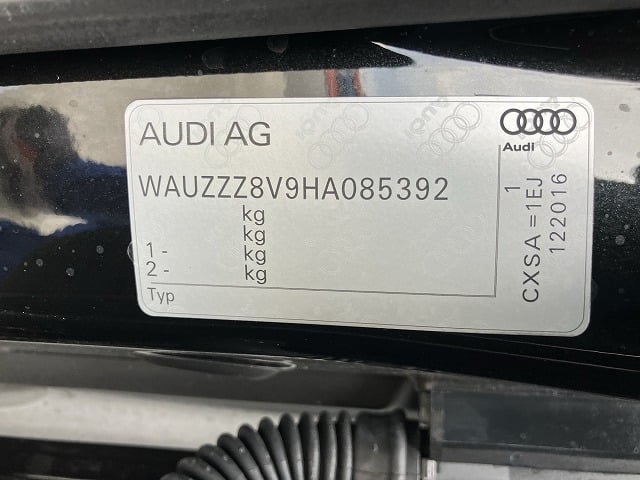 AUDI AG
Audi
WAUZZZ8V9HA085392
kg
kg
1 - kg
2 - kg
Typ
1
CXSA =1EJ
122016